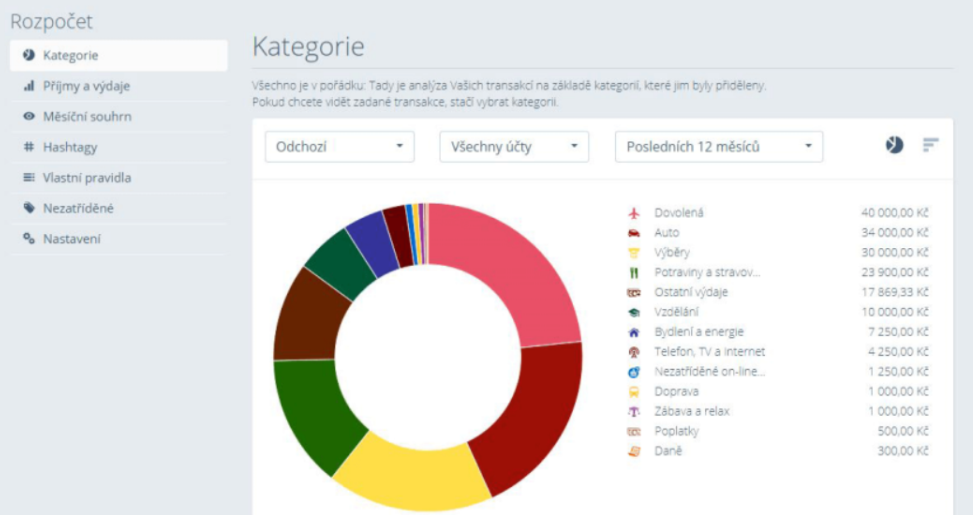 Rozpočet
Kategorie
Příjmy a výdaje
Měsíční souhrn
Hashtagy
Vlastní pravidla
Nezatříděné
Nastavení
Kategorie
Všechno je v pořádku: Tady je analýza Vašich transakcí na základě kategorií, které jim byly přiděleny.
Pokud chcete vidět zadané transakce, stačí vybrat kategorii.
Odchozí
Všechny účty
Posledních 12 měsíců
Dovolená 40 000,00 Kč
Auto 34 000,00 Kč
Výběry 30 000,00 Kč
Potraviny a stravov... 23 900,00 Kč
Ostatní výdaje 17 869,33 Kč
Vzdělání 10 000,00 Kč
Bydlení a energie 7 250,00 Kč
Telefon, TV a Internet 4 250,00 Kč
Nezatříděné on-line... 1 250,00 Kč
Doprava 1 000,00 Kč
Zábava a relax 1 000,00 Kč
Poplatky 500,00 Kč
Daně 300,00 Kč